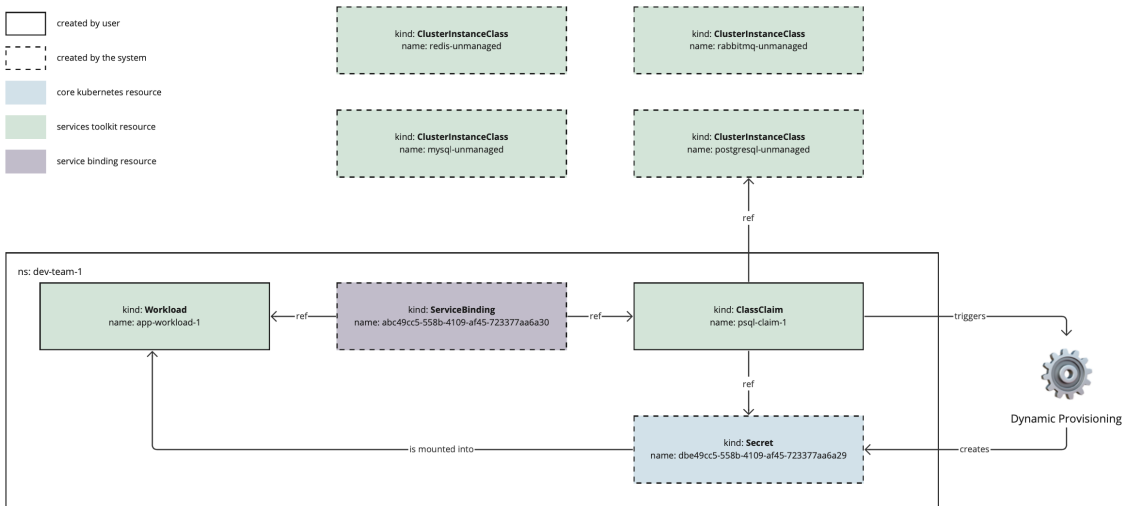 created by user
created by the system
core kubernetes resource
services toolkit resource
service binding resource
kind: ClusterInstanceClass
name: redis-unmanaged
kind: ClusterInstanceClass
name: rabbitmq-unmanaged
kind: ClusterInstanceClass
name: mysql-unmanaged
kind: ClusterInstanceClass
name: postgresql-unmanaged
ref
ns: dev-team-1
kind: Workload
name: app-workload-1
ref
kind: ServiceBinding
name: abc49cc5-558b-4109-af45-723377aa6a30
ref
kind: ClassClaim
name: psql-claim-1
triggers
ref
Dynamic Provisioning
is mounted into
kind: Secret
name: dbe49cc5-558b-4109-af45-723377aa6a29
creates